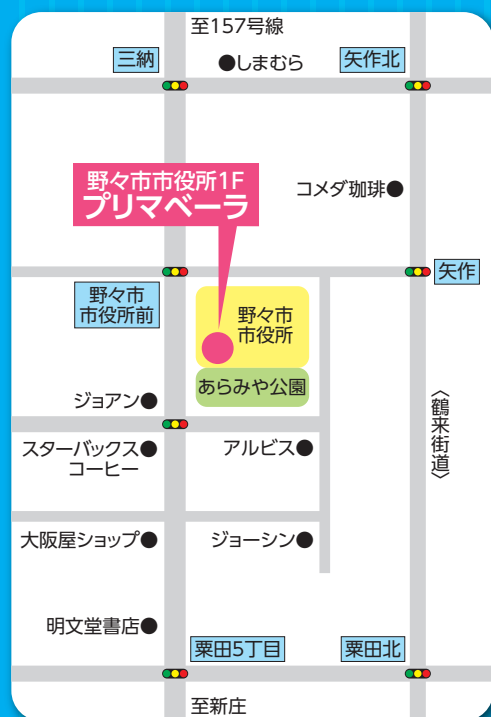 至157号線
三納
●しまむら
矢作北
野々市市役所1F
プリマベーラ
コメダ珈琲●
矢作
野々市
市役所前
野々市
市役所
あらみや公園
ジョアン●
〈鶴来街道〉
スターバックス●
コーヒー
アルビス●
大阪屋ショップ●
ジョーシン●
明文堂書店●
粟田5丁目
粟田北
至新庄